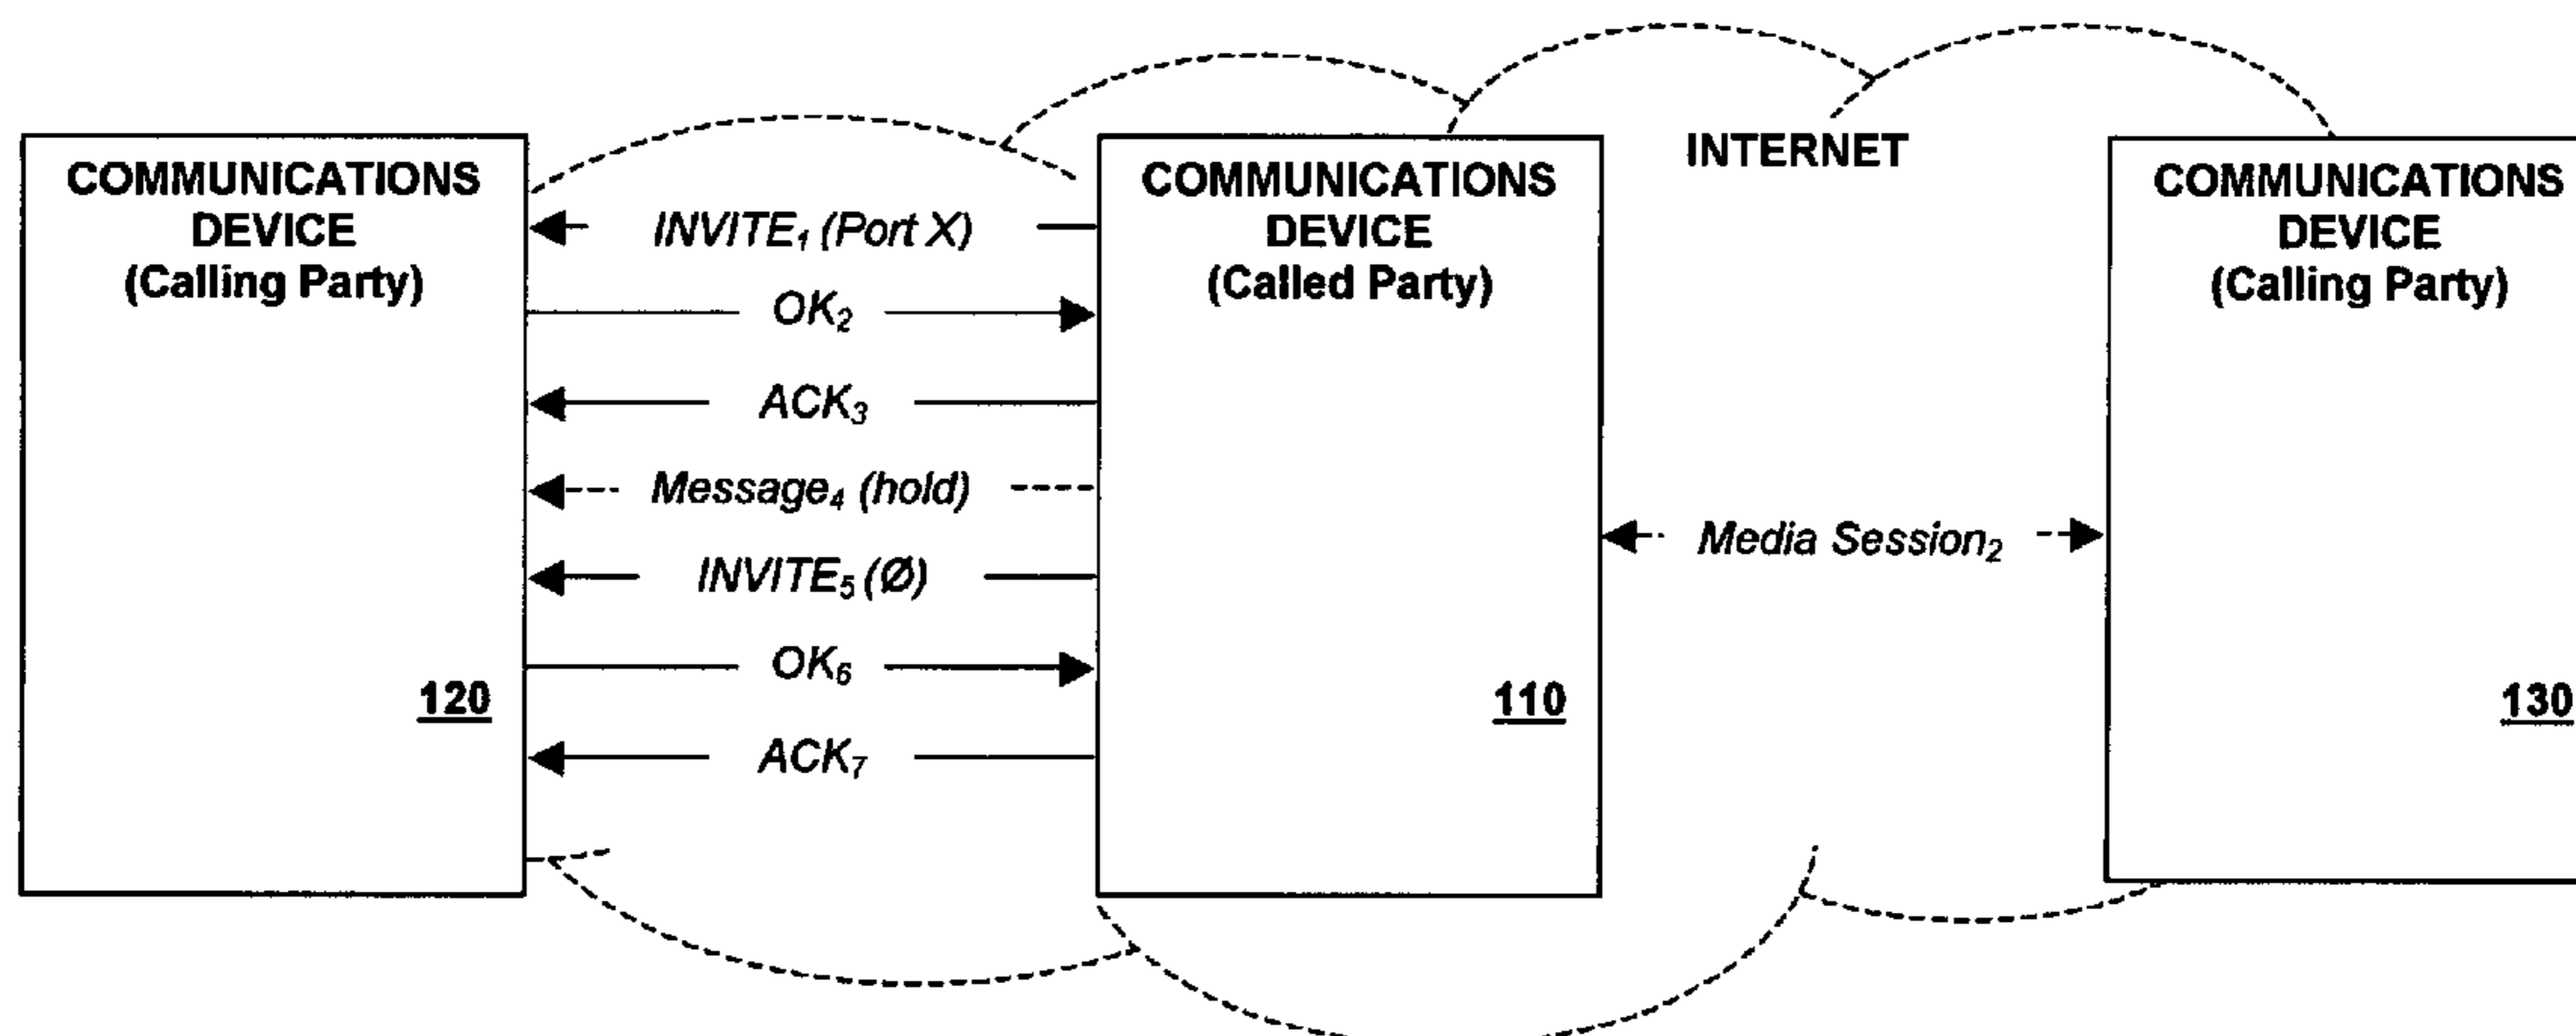 COMMUNICATIONS
DEVICE
(Calling Party)
120
INVITE₁ (Port X)
OK₂
ACK₃
Message₄ (hold)
INVITE₅ (Ø)
OK₆
ACK₇
COMMUNICATIONS
DEVICE
(Called Party)
110
INTERNET
Media Session₂
COMMUNICATIONS
DEVICE
(Calling Party)
130